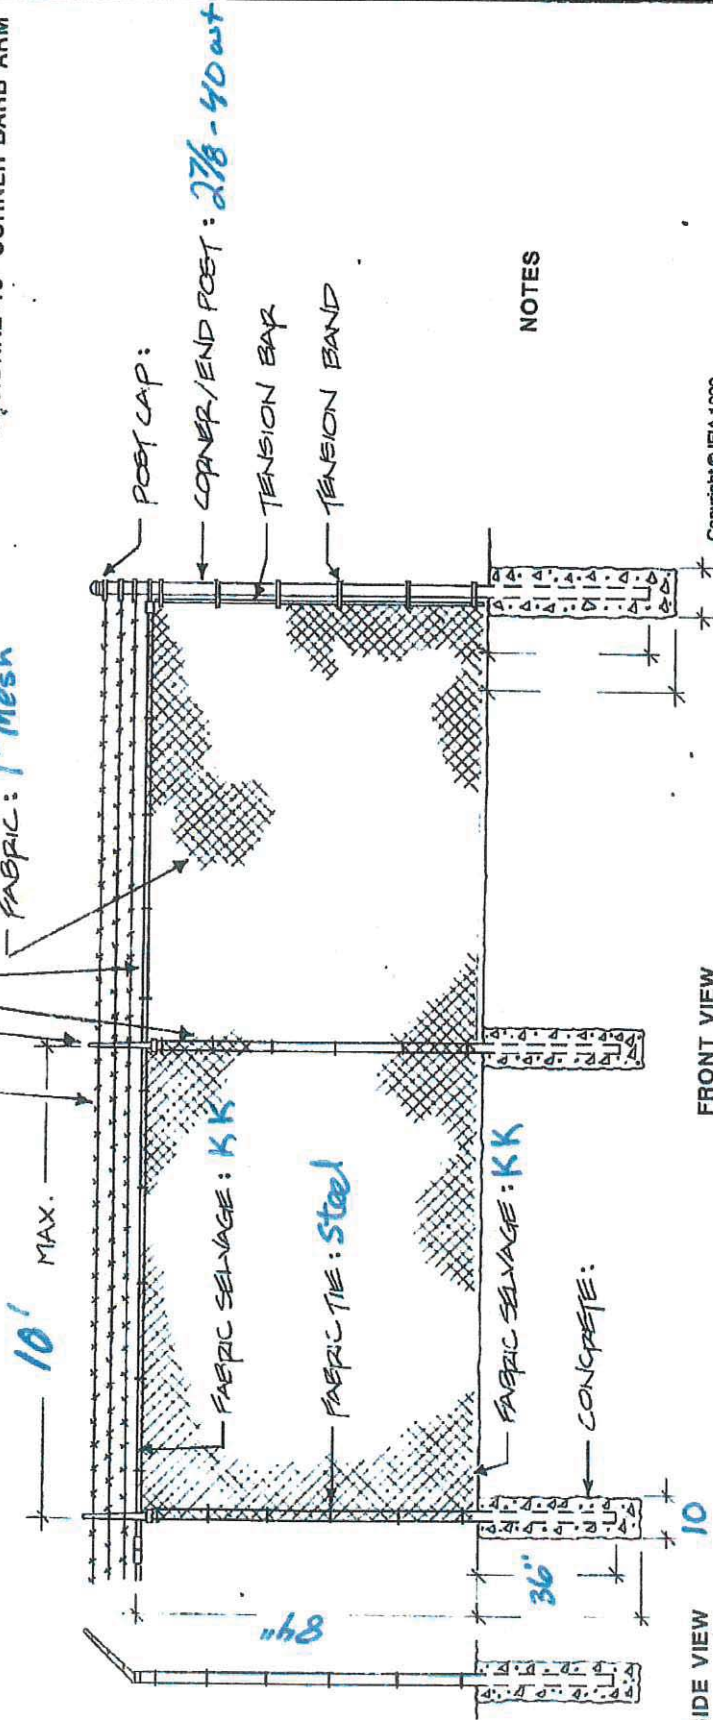 CORNER BARB ARM
FABRIC: 1" Mesh
10'
MAX.
POST CAP:
CORNER/END POST: 2 7/8 - 40 wt
TENSION BAR
TENSION BAND
FABRIC SELVAGE: KK
FABRIC TIE: Steel
FABRIC SELVAGE: KK
CONCRETE:
84"
36"
10
NOTES
FRONT VIEW
IDE VIEW